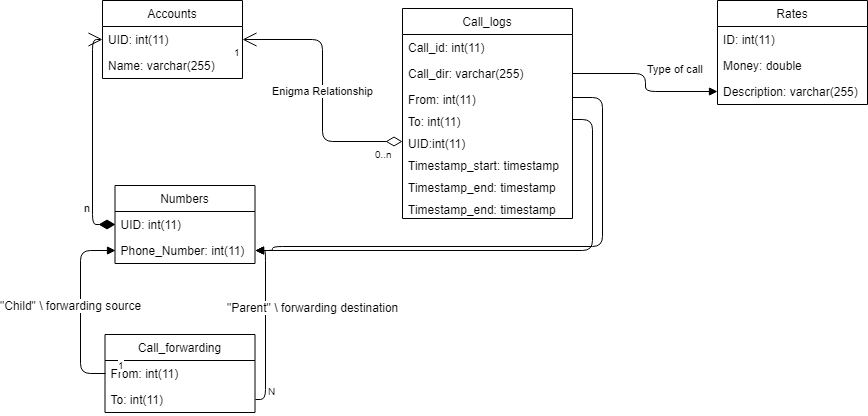 Accounts
UID: int(11)
Name: varchar(255)
1
Call_logs
Call_id: int(11)
Call_dir: varchar(255)
From: int(11)
To: int(11)
UID:int(11)
Timestamp_start: timestamp
Timestamp_end: timestamp
Timestamp_end: timestamp
Rates
ID: int(11)
Money: double
Description: varchar(255)
Type of call
Enigma Relationship
0..n
n
Numbers
UID: int(11)
Phone_Number: int(11)
"Child" \ forwarding source
"Parent" \ forwarding destination
Call_forwarding
1
From: int(11)
To: int(11)
N